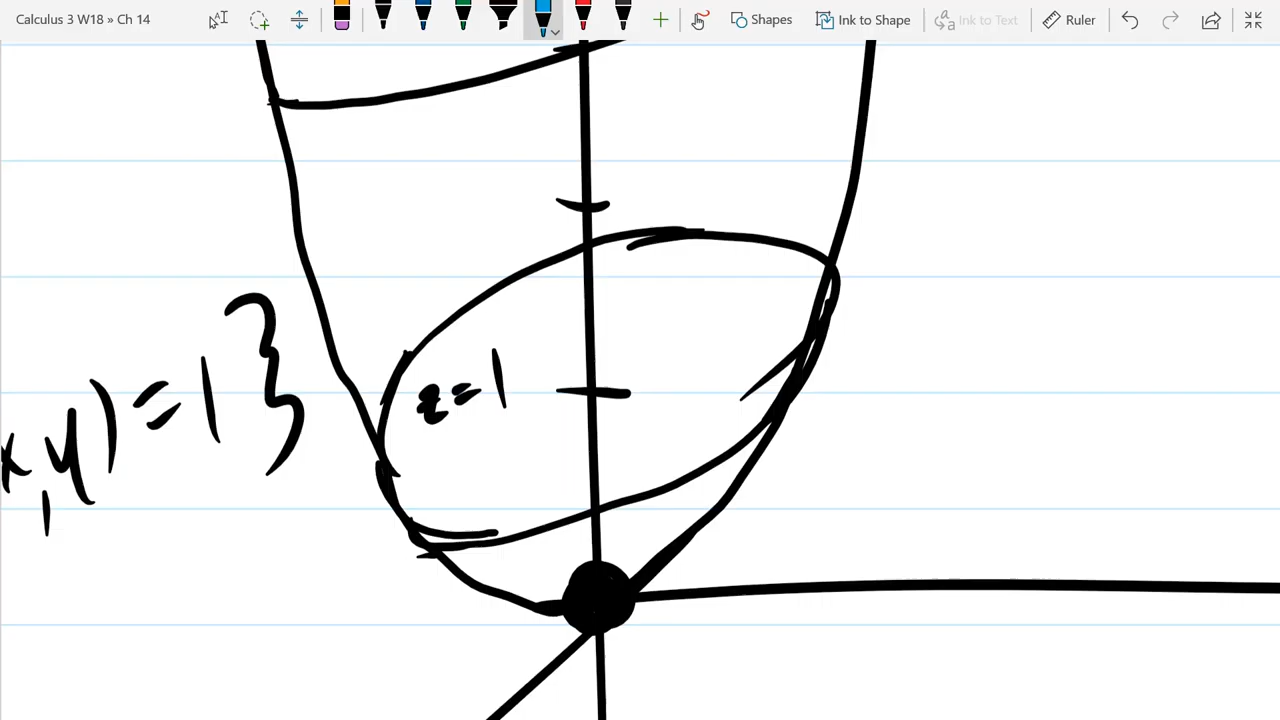 Calculus 3 W18 » Ch 14
Shapes
Ink to Shape
Ink to Text
Ruler
z=1
x,y)=1}